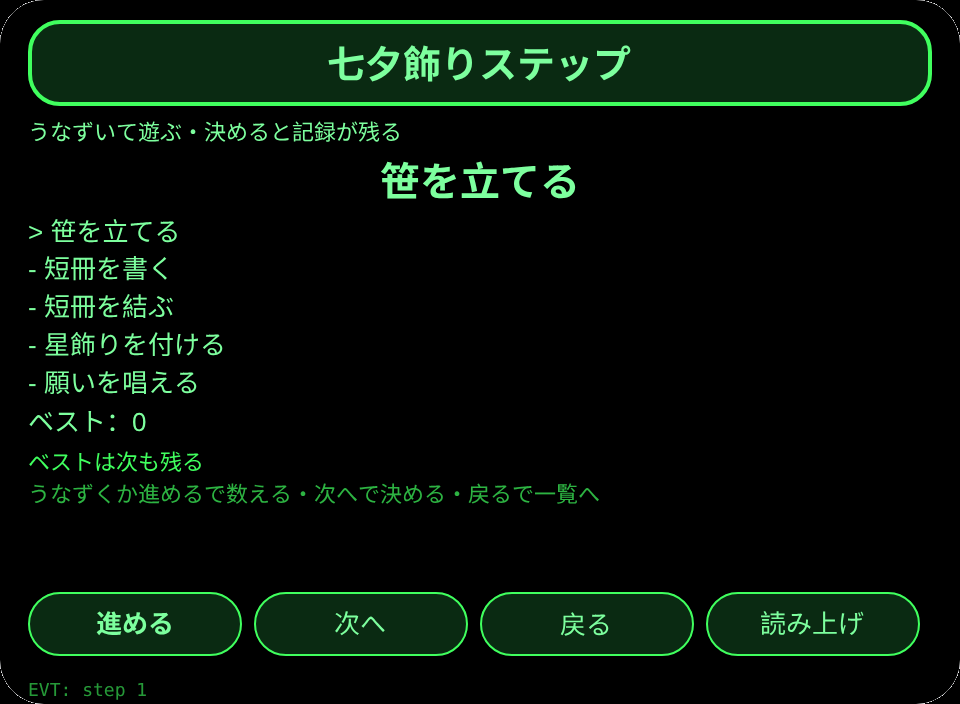 七夕飾りステップ
うなずいて遊ぶ・決めると記録が残る
笹を立てる
> 笹を立てる
- 短冊を書く
- 短冊を結ぶ
- 星飾りを付ける
- 願いを唱える
ベスト: 0
ベストは次も残る
うなずくか進めるで数える・次へで決める・戻るで一覧へ
進める
次へ
戻る
読み上げ
EVT: step 1